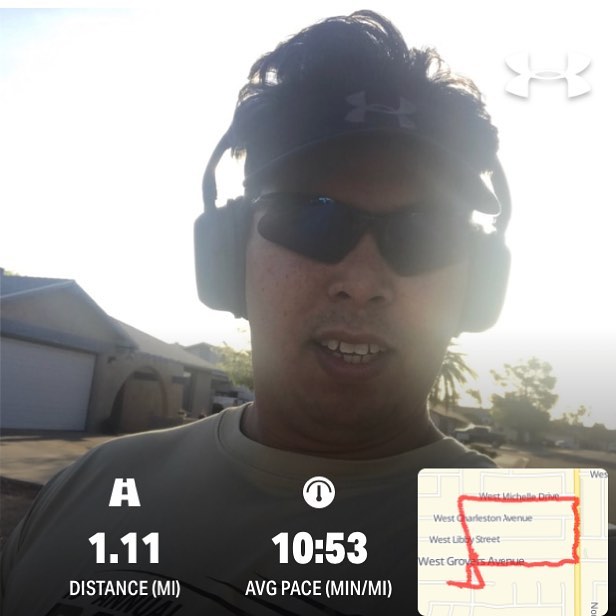 1.11
DISTANCE (MI)
10:53
AVG PACE (MIN/MI)
West Michelle Drive
West Charleston Avenue
West Libby Street
West Grovers Avenue
Wes
No